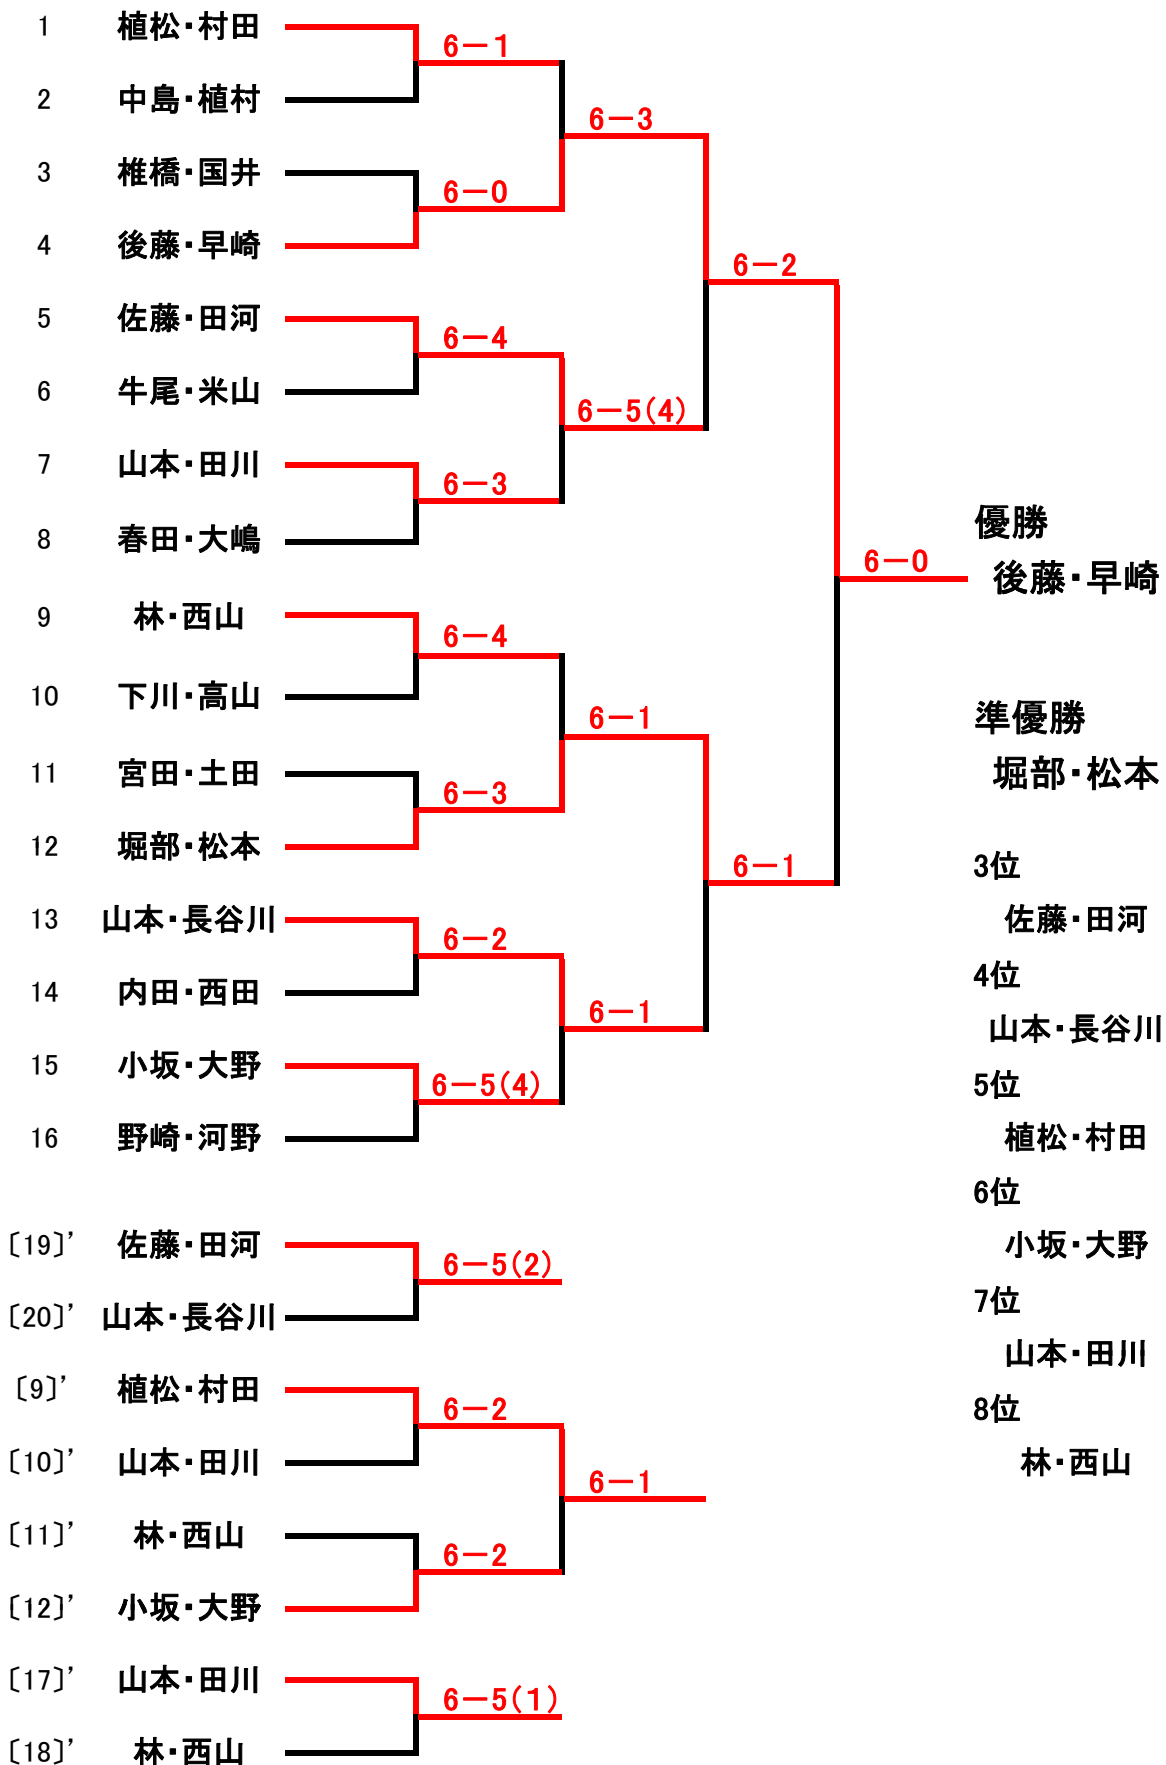 1 植松・村田
6－1
2 中島・植村
6－3
3 椎橋・国井
6－0
4 後藤・早崎
6－2
5 佐藤・田河
6－4
6 牛尾・米山
6－5(4)
7 山本・田川
6－3
8 春田・大嶋
優勝
6－0
後藤・早崎
9 林・西山
6－4
10 下川・高山
6－1
準優勝
11 宮田・土田
堀部・松本
6－3
12 堀部・松本
6－1
3位
13 山本・長谷川
佐藤・田河
6－2
4位
14 内田・西田
6－1
山本・長谷川
15 小坂・大野
6－5(4)
5位
16 野崎・河野
植松・村田
6位
〔19〕’ 佐藤・田河
小坂・大野
6－5(2)
7位
〔20〕’ 山本・長谷川
山本・田川
〔9〕’ 植松・村田
6－2
8位
〔10〕’ 山本・田川
林・西山
6－1
〔11〕’ 林・西山
6－2
〔12〕’ 小坂・大野
〔17〕’ 山本・田川
6－5(1)
〔18〕’ 林・西山